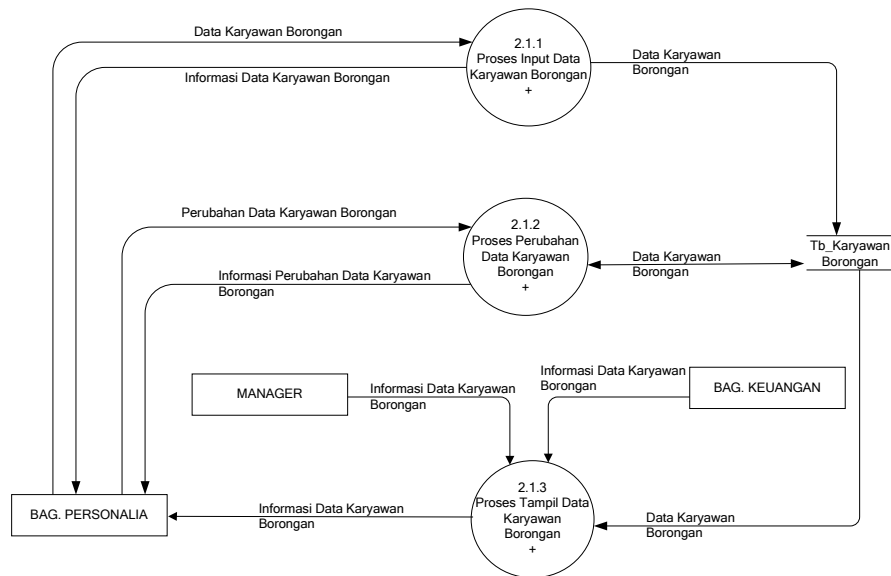 Data Karyawan Borongan
Informasi Data Karyawan Borongan
2.1.1
Proses Input Data
Karyawan Borongan
+
Data Karyawan
Borongan
Perubahan Data Karyawan Borongan
Informasi Perubahan Data Karyawan
Borongan
2.1.2
Proses Perubahan
Data Karyawan
Borongan
+
Data Karyawan
Borongan
Tb_Karyawan
Borongan
MANAGER
Informasi Data Karyawan
Borongan
Informasi Data Karyawan
Borongan
BAG. KEUANGAN
BAG. PERSONALIA
Informasi Data Karyawan
Borongan
2.1.3
Proses Tampil Data
Karyawan
Borongan
+
Data Karyawan
Borongan